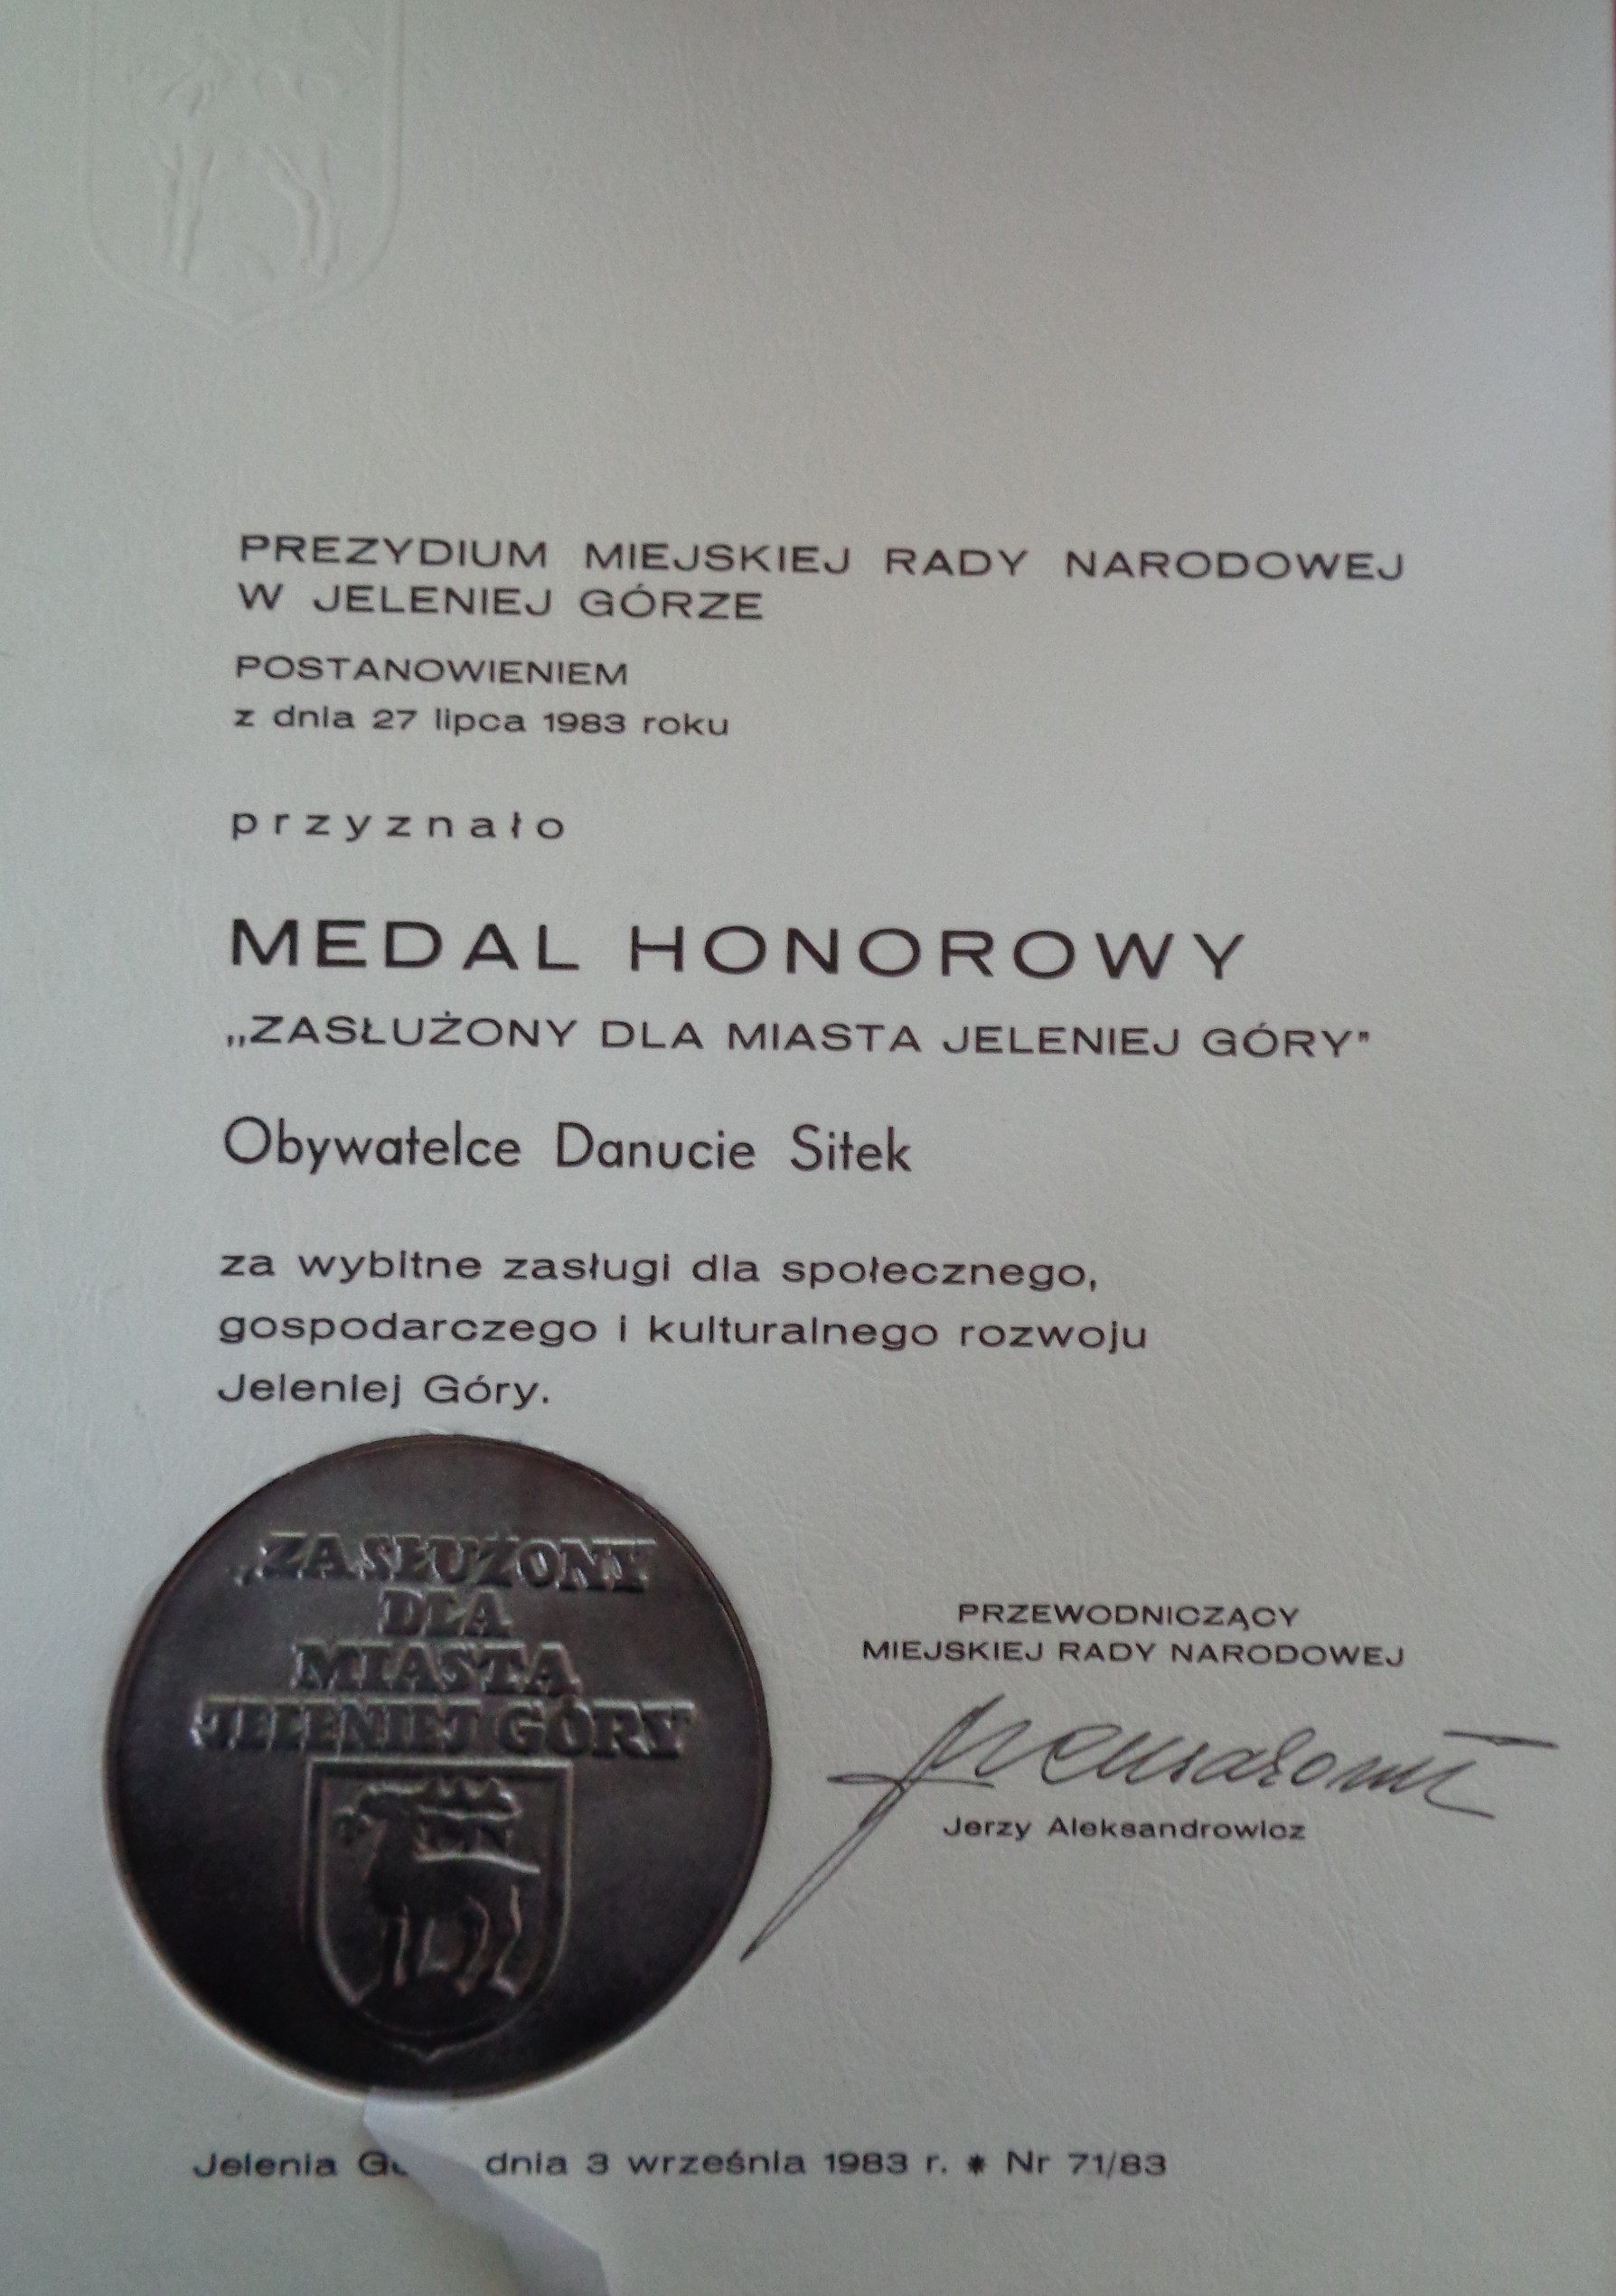 PREZYDIUM MIEJSKIEJ RADY NARODOWEJ
W JELENIEJ GÓRZE
POSTANOWIENIEM
z dnia 27 lipca 1983 roku
przyznało
MEDAL HONOROWY
„ZASŁUŻONY DLA MIASTA JELENIEJ GÓRY”
Obywatelce Danucie Sitek
za wybitne zasługi dla społecznego,
gospodarczego i kulturalnego rozwoju
Jeleniej Góry.
„ZASŁUŻONY
DLA
MIASTA
JELENIEJ GÓRY
PRZEWODNICZĄCY
MIEJSKIEJ RADY NARODOWEJ
Jerzy Aleksandrowicz
Jelenia dnia 3 września 1983 r. * Nr 71/83